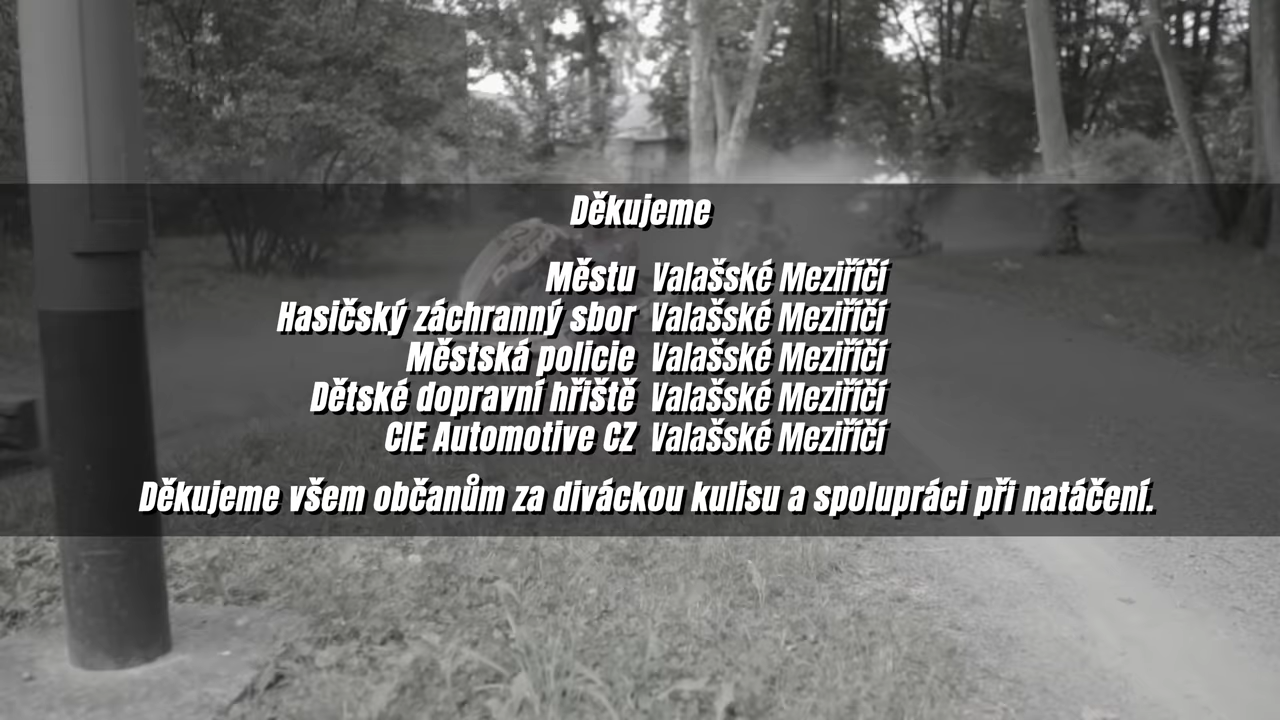 Děkujeme
Městu Valašské Meziříčí
Hasičský záchranný sbor Valašské Meziříčí
Městská policie Valašské Meziříčí
Dětské dopravní hřiště Valašské Meziříčí
CIE Automotive CZ Valašské Meziříčí
Děkujeme všem občanům za diváckou kulisu a spolupráci při natáčení.